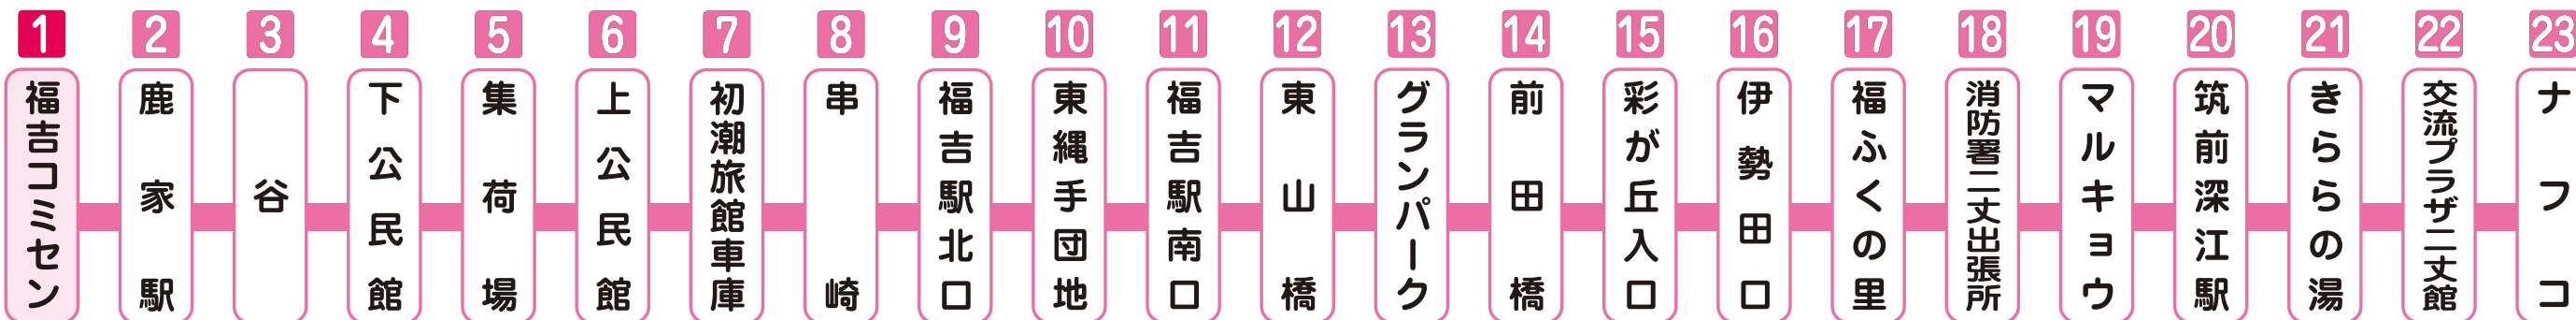 1
福吉コミセン
2
鹿家駅
3
谷
4
下公民館
5
集荷場
6
上公民館
7
初潮旅館車庫
8
串崎
9
福吉駅北口
10
東縄手団地
11
福吉駅南口
12
東山橋
13
グランパーク
14
前田橋
15
彩が丘入口
16
伊勢田口
17
福ふくの里
18
消防署二丈出張所
19
マルキョウ
20
筑前深江駅
21
きららの湯
22
交流プラザ二丈館
23
ナフコ